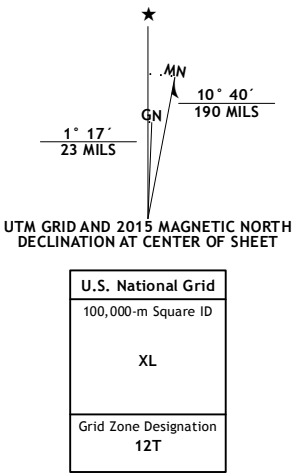 ★
MN
10° 40´
190 MILS
GN
1° 17´
23 MILS
UTM GRID AND 2015 MAGNETIC NORTH
DECLINATION AT CENTER OF SHEET
U.S. National Grid
100,000-m Square ID
XL
Grid Zone Designation
12T